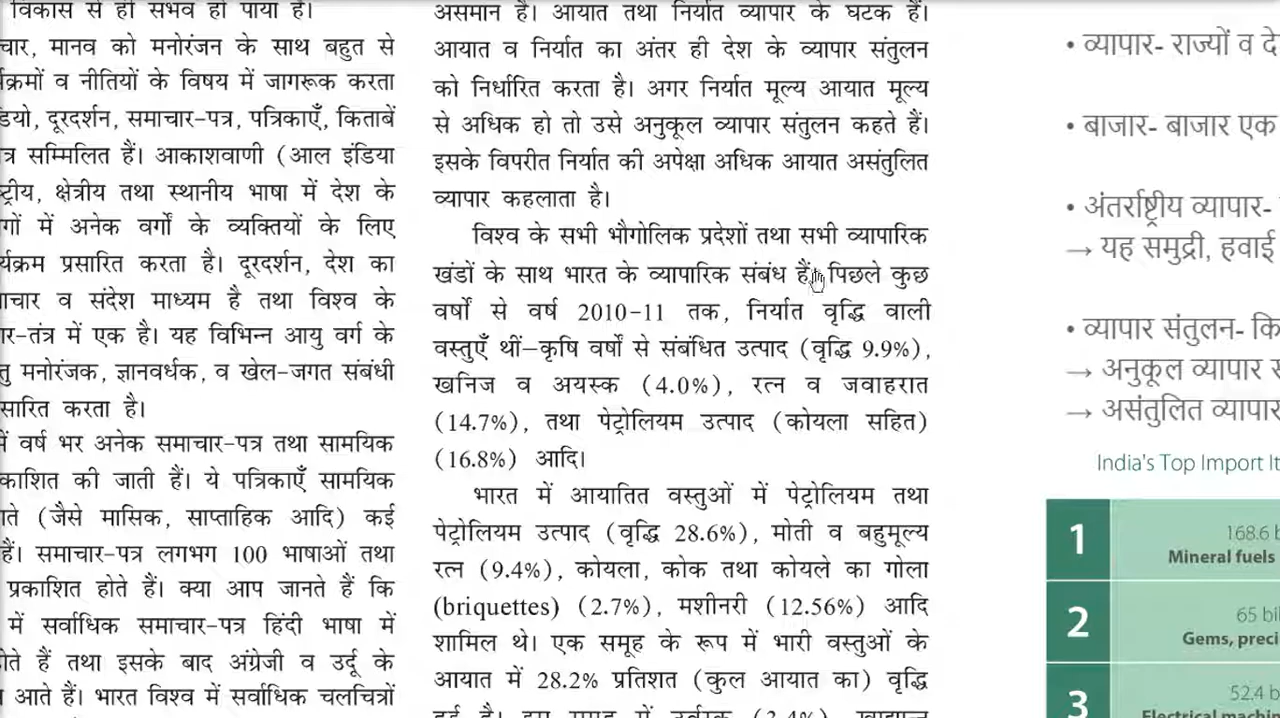 विकास से ही संभव हो पाया है।
चार, मानव को मनोरंजन के साथ बहुत से
र्यक्रमों व नीतियों के विषय में जागरूक करता
डियो, दूरदर्शन, समाचार-पत्र, पत्रिकाएँ, किताबें
त्र सम्मिलित हैं। आकाशवाणी (आल इंडिया
ष्ट्रीय, क्षेत्रीय तथा स्थानीय भाषा में देश के
गों में अनेक वर्गों के व्यक्तियों के लिए
र्यक्रम प्रसारित करता है। दूरदर्शन, देश का
ाचार व संदेश माध्यम है तथा विश्व के
र-तंत्र में एक है। यह विभिन्न आयु वर्ग के
तु मनोरंजक, ज्ञानवर्धक, व खेल-जगत संबंधी
सारित करता है।
में वर्ष भर अनेक समाचार-पत्र तथा सामयिक
काशित की जाती हैं। ये पत्रिकाएँ सामयिक
ाते (जैसे मासिक, साप्ताहिक आदि) कई
हैं। समाचार-पत्र लगभग 100 भाषाओं तथा
प्रकाशित होते हैं। क्या आप जानते हैं कि
में सर्वाधिक समाचार-पत्र हिंदी भाषा में
होते हैं तथा इसके बाद अंग्रेजी व उर्दू के
आते हैं। भारत विश्व में सर्वाधिक चलचित्रों
असमान है। आयात तथा निर्यात व्यापार के घटक हैं।
आयात व निर्यात का अंतर ही देश के व्यापार संतुलन
को निर्धारित करता है। अगर निर्यात मूल्य आयात मूल्य
से अधिक हो तो उसे अनुकूल व्यापार संतुलन कहते हैं।
इसके विपरीत निर्यात की अपेक्षा अधिक आयात असंतुलित
व्यापार कहलाता है।
विश्व के सभी भौगोलिक प्रदेशों तथा सभी व्यापारिक
खंडों के साथ भारत के व्यापारिक संबंध हैं। पिछले कुछ
वर्षों से वर्ष 2010-11 तक, निर्यात वृद्धि वाली
वस्तुएँ थीं–कृषि वर्षों से संबंधित उत्पाद (वृद्धि 9.9%),
खनिज व अयस्क (4.0%), रत्न व जवाहरात
(14.7%), तथा पेट्रोलियम उत्पाद (कोयला सहित)
(16.8%) आदि।
भारत में आयातित वस्तुओं में पेट्रोलियम तथा
पेट्रोलियम उत्पाद (वृद्धि 28.6%), मोती व बहुमूल्य
रत्न (9.4%), कोयला, कोक तथा कोयले का गोला
(briquettes) (2.7%), मशीनरी (12.56%) आदि
शामिल थे। एक समूह के रूप में भारी वस्तुओं के
आयात में 28.2% प्रतिशत (कुल आयात का) वृद्धि
• व्यापार- राज्यों व दे
• बाजार- बाजार एक
• अंतर्राष्ट्रीय व्यापार-
→ यह समुद्री, हवाई
• व्यापार संतुलन- कि
→ अनुकूल व्यापार स
→ असंतुलित व्यापार
India's Top Import It
1 168.6 b
Mineral fuels
2 65 bil
Gems, preci
3 52.4 b
Electrical machin